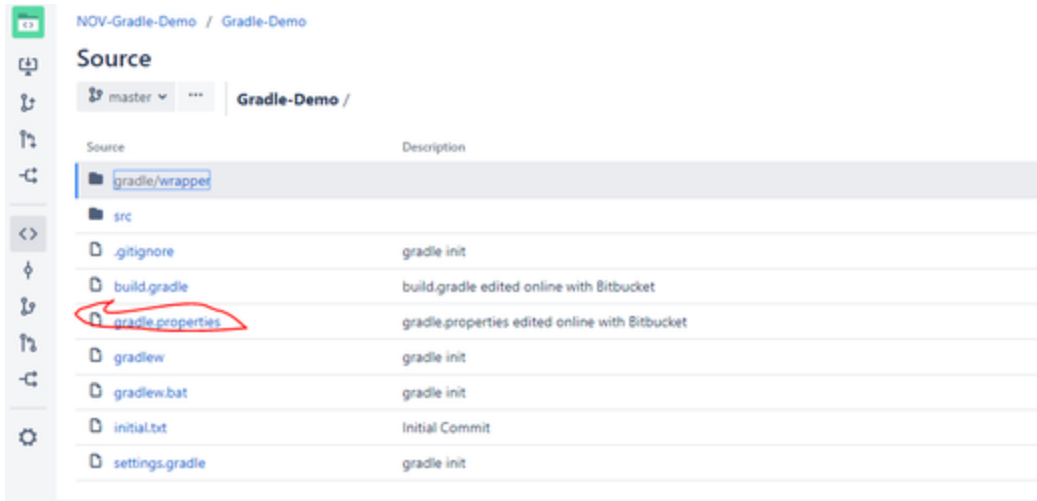 NOV-Gradle-Demo / Gradle-Demo
Source
master ... Gradle-Demo /
Source Description
gradle/wrapper
src
.gitignore gradle init
build.gradle build.gradle edited online with Bitbucket
gradle.properties gradle.properties edited online with Bitbucket
gradlew gradle init
gradlew.bat gradle init
initial.txt Initial Commit
settings.gradle gradle init